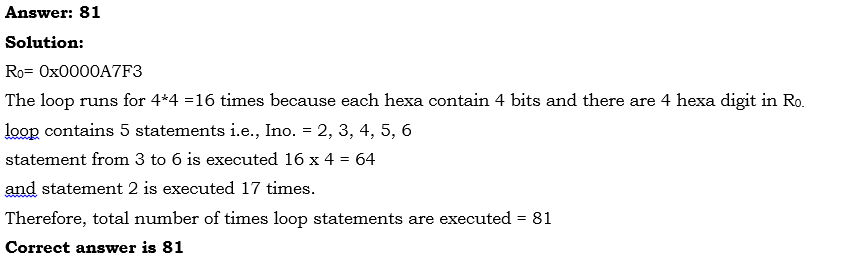 Answer: 81
Solution:
R0= 0x0000A7F3
The loop runs for 4*4 =16 times because each hexa contain 4 bits and there are 4 hexa digit in R0.
loop contains 5 statements i.e., Ino. = 2, 3, 4, 5, 6
statement from 3 to 6 is executed 16 x 4 = 64
and statement 2 is executed 17 times.
Therefore, total number of times loop statements are executed = 81
Correct answer is 81